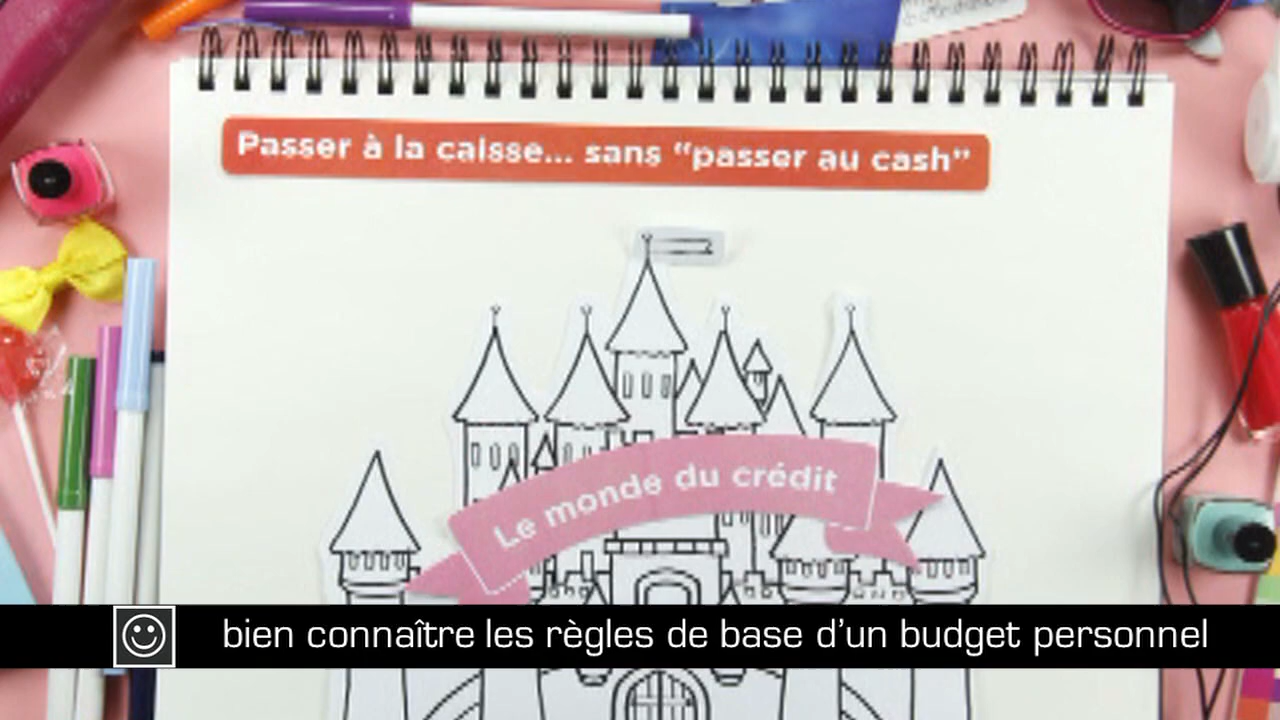 Passer à la caisse... sans "passer au cash"
Le monde du crédit
bien connaître les règles de base d'un budget personnel